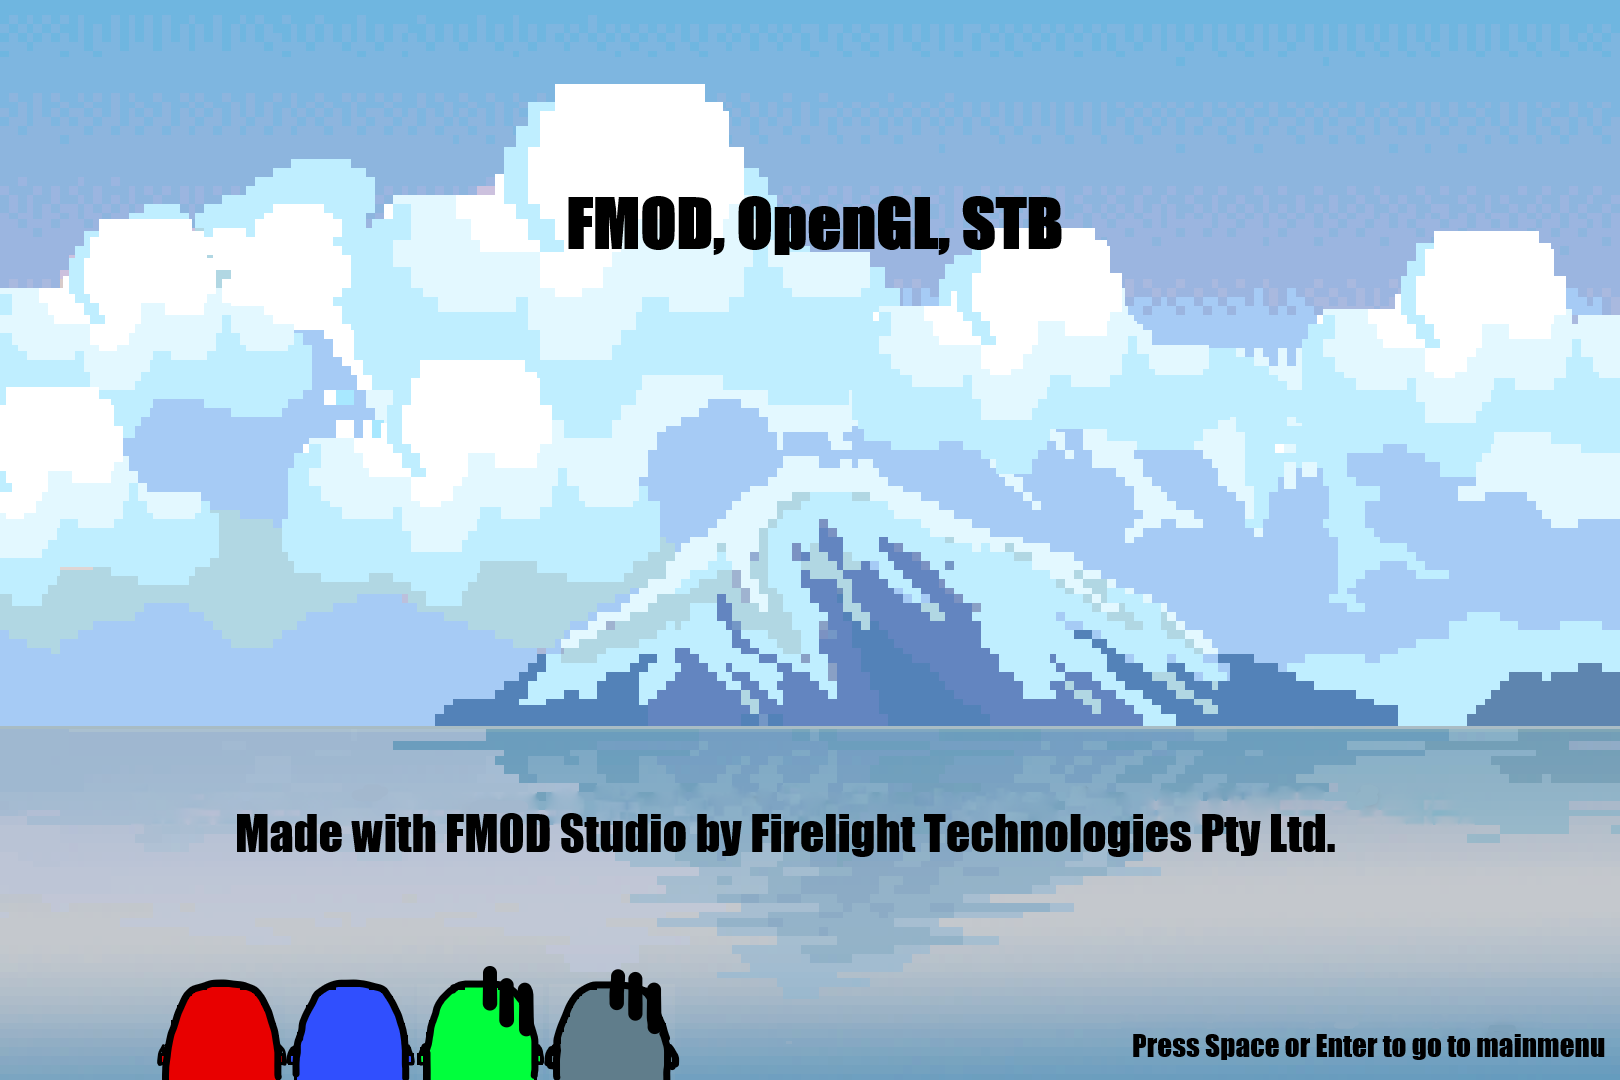 FMOD, OpenGL, STB
Made with FMOD Studio by Firelight Technologies Pty Ltd.
Press Space or Enter to go to mainmenu